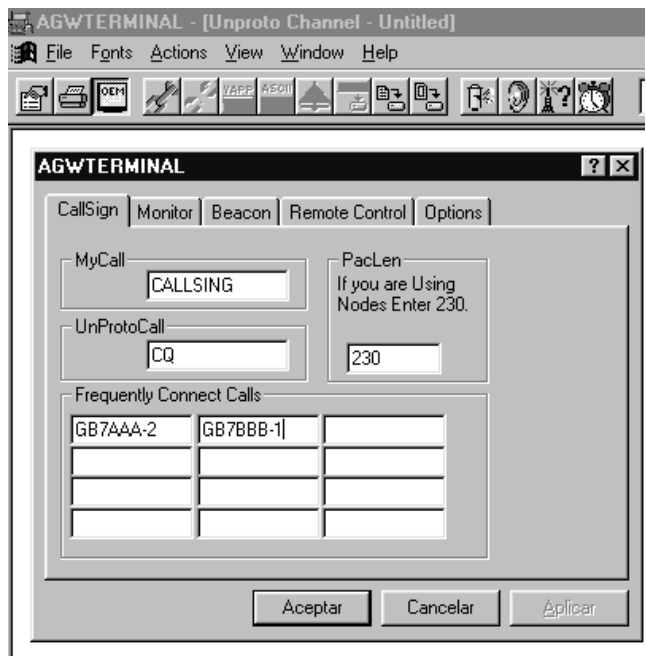 AGWTERMINAL - [Unproto Channel - Untitled]
File Fonts Actions View Window Help
OEM YAPP ASCII ?
AGWTERMINAL ? X
CallSign Monitor Beacon Remote Control Options
MyCall
CALLSING
UnProtoCall
CQ
PacLen
If you are Using
Nodes Enter 230.
230
Frequently Connect Calls
GB7AAA-2 GB7BBB-1
Aceptar Cancelar Aplicar